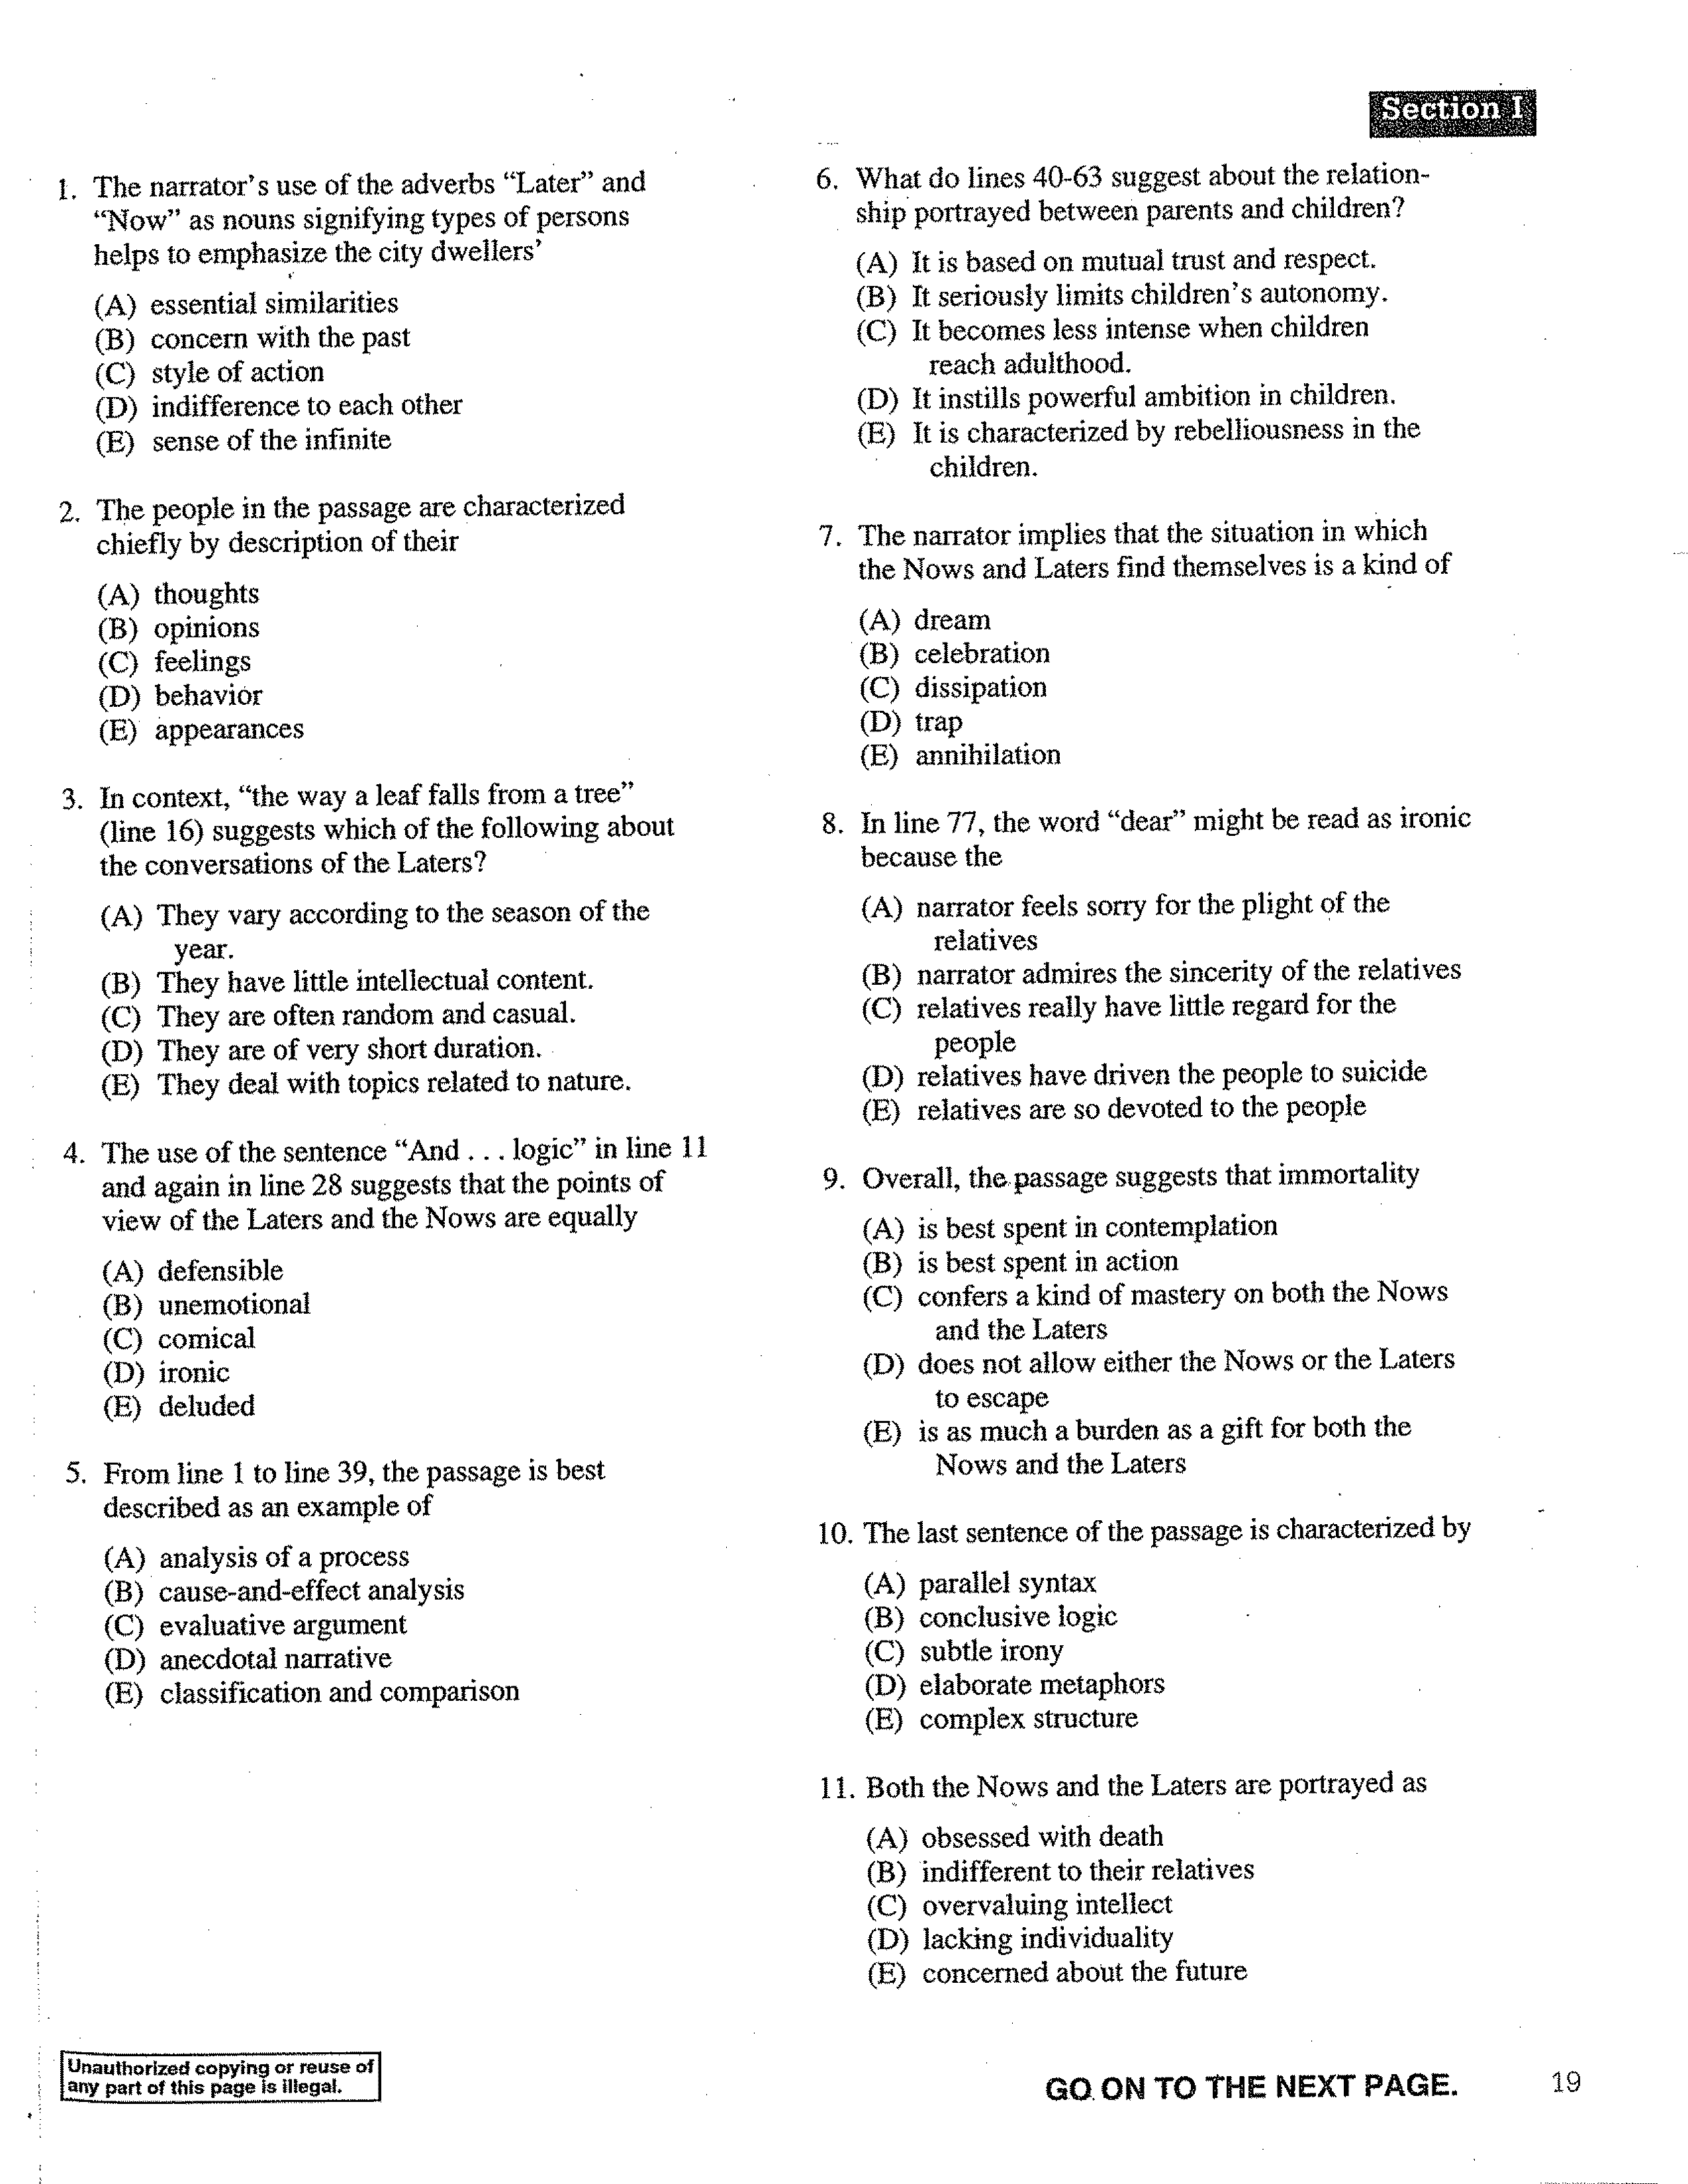 Section I
1. The narrator's use of the adverbs "Later" and
"Now" as nouns signifying types of persons
helps to emphasize the city dwellers'
(A) essential similarities
(B) concern with the past
(C) style of action
(D) indifference to each other
(E) sense of the infinite
2. The people in the passage are characterized
chiefly by description of their
(A) thoughts
(B) opinions
(C) feelings
(D) behavior
(E) appearances
3. In context, "the way a leaf falls from a tree"
(line 16) suggests which of the following about
the conversations of the Laters?
(A) They vary according to the season of the
year.
(B) They have little intellectual content.
(C) They are often random and casual.
(D) They are of very short duration.
(E) They deal with topics related to nature.
4. The use of the sentence "And . . . logic" in line 11
and again in line 28 suggests that the points of
view of the Laters and the Nows are equally
(A) defensible
(B) unemotional
(C) comical
(D) ironic
(E) deluded
5. From line 1 to line 39, the passage is best
described as an example of
(A) analysis of a process
(B) cause-and-effect analysis
(C) evaluative argument
(D) anecdotal narrative
(E) classification and comparison
6. What do lines 40-63 suggest about the relation-
ship portrayed between parents and children?
(A) It is based on mutual trust and respect.
(B) It seriously limits children's autonomy.
(C) It becomes less intense when children
reach adulthood.
(D) It instills powerful ambition in children.
(E) It is characterized by rebelliousness in the
children.
7. The narrator implies that the situation in which
the Nows and Laters find themselves is a kind of
(A) dream
(B) celebration
(C) dissipation
(D) trap
(E) annihilation
8. In line 77, the word "dear" might be read as ironic
because the
(A) narrator feels sorry for the plight of the
relatives
(B) narrator admires the sincerity of the relatives
(C) relatives really have little regard for the
people
(D) relatives have driven the people to suicide
(E) relatives are so devoted to the people
9. Overall, the passage suggests that immortality
(A) is best spent in contemplation
(B) is best spent in action
(C) confers a kind of mastery on both the Nows
and the Laters
(D) does not allow either the Nows or the Laters
to escape
(E) is as much a burden as a gift for both the
Nows and the Laters
10. The last sentence of the passage is characterized by
(A) parallel syntax
(B) conclusive logic
(C) subtle irony
(D) elaborate metaphors
(E) complex structure
11. Both the Nows and the Laters are portrayed as
(A) obsessed with death
(B) indifferent to their relatives
(C) overvaluing intellect
(D) lacking individuality
(E) concerned about the future
Unauthorized copying or reuse of
any part of this page is illegal.
GO ON TO THE NEXT PAGE.
19